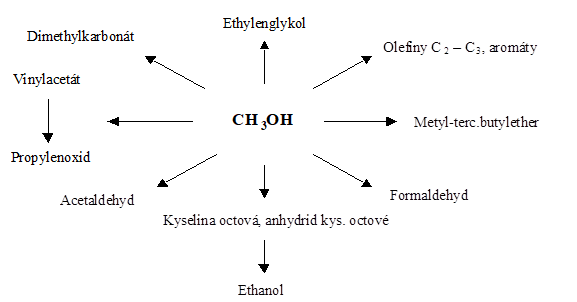 Ethylenglykol
Dimethylkarbonát
Olefiny C 2 – C3, aromáty
Vinylacetát
CH3OH
Metyl-terc.butylether
Propylenoxid
Acetaldehyd
Formaldehyd
Kyselina octová, anhydrid kys. octové
Ethanol